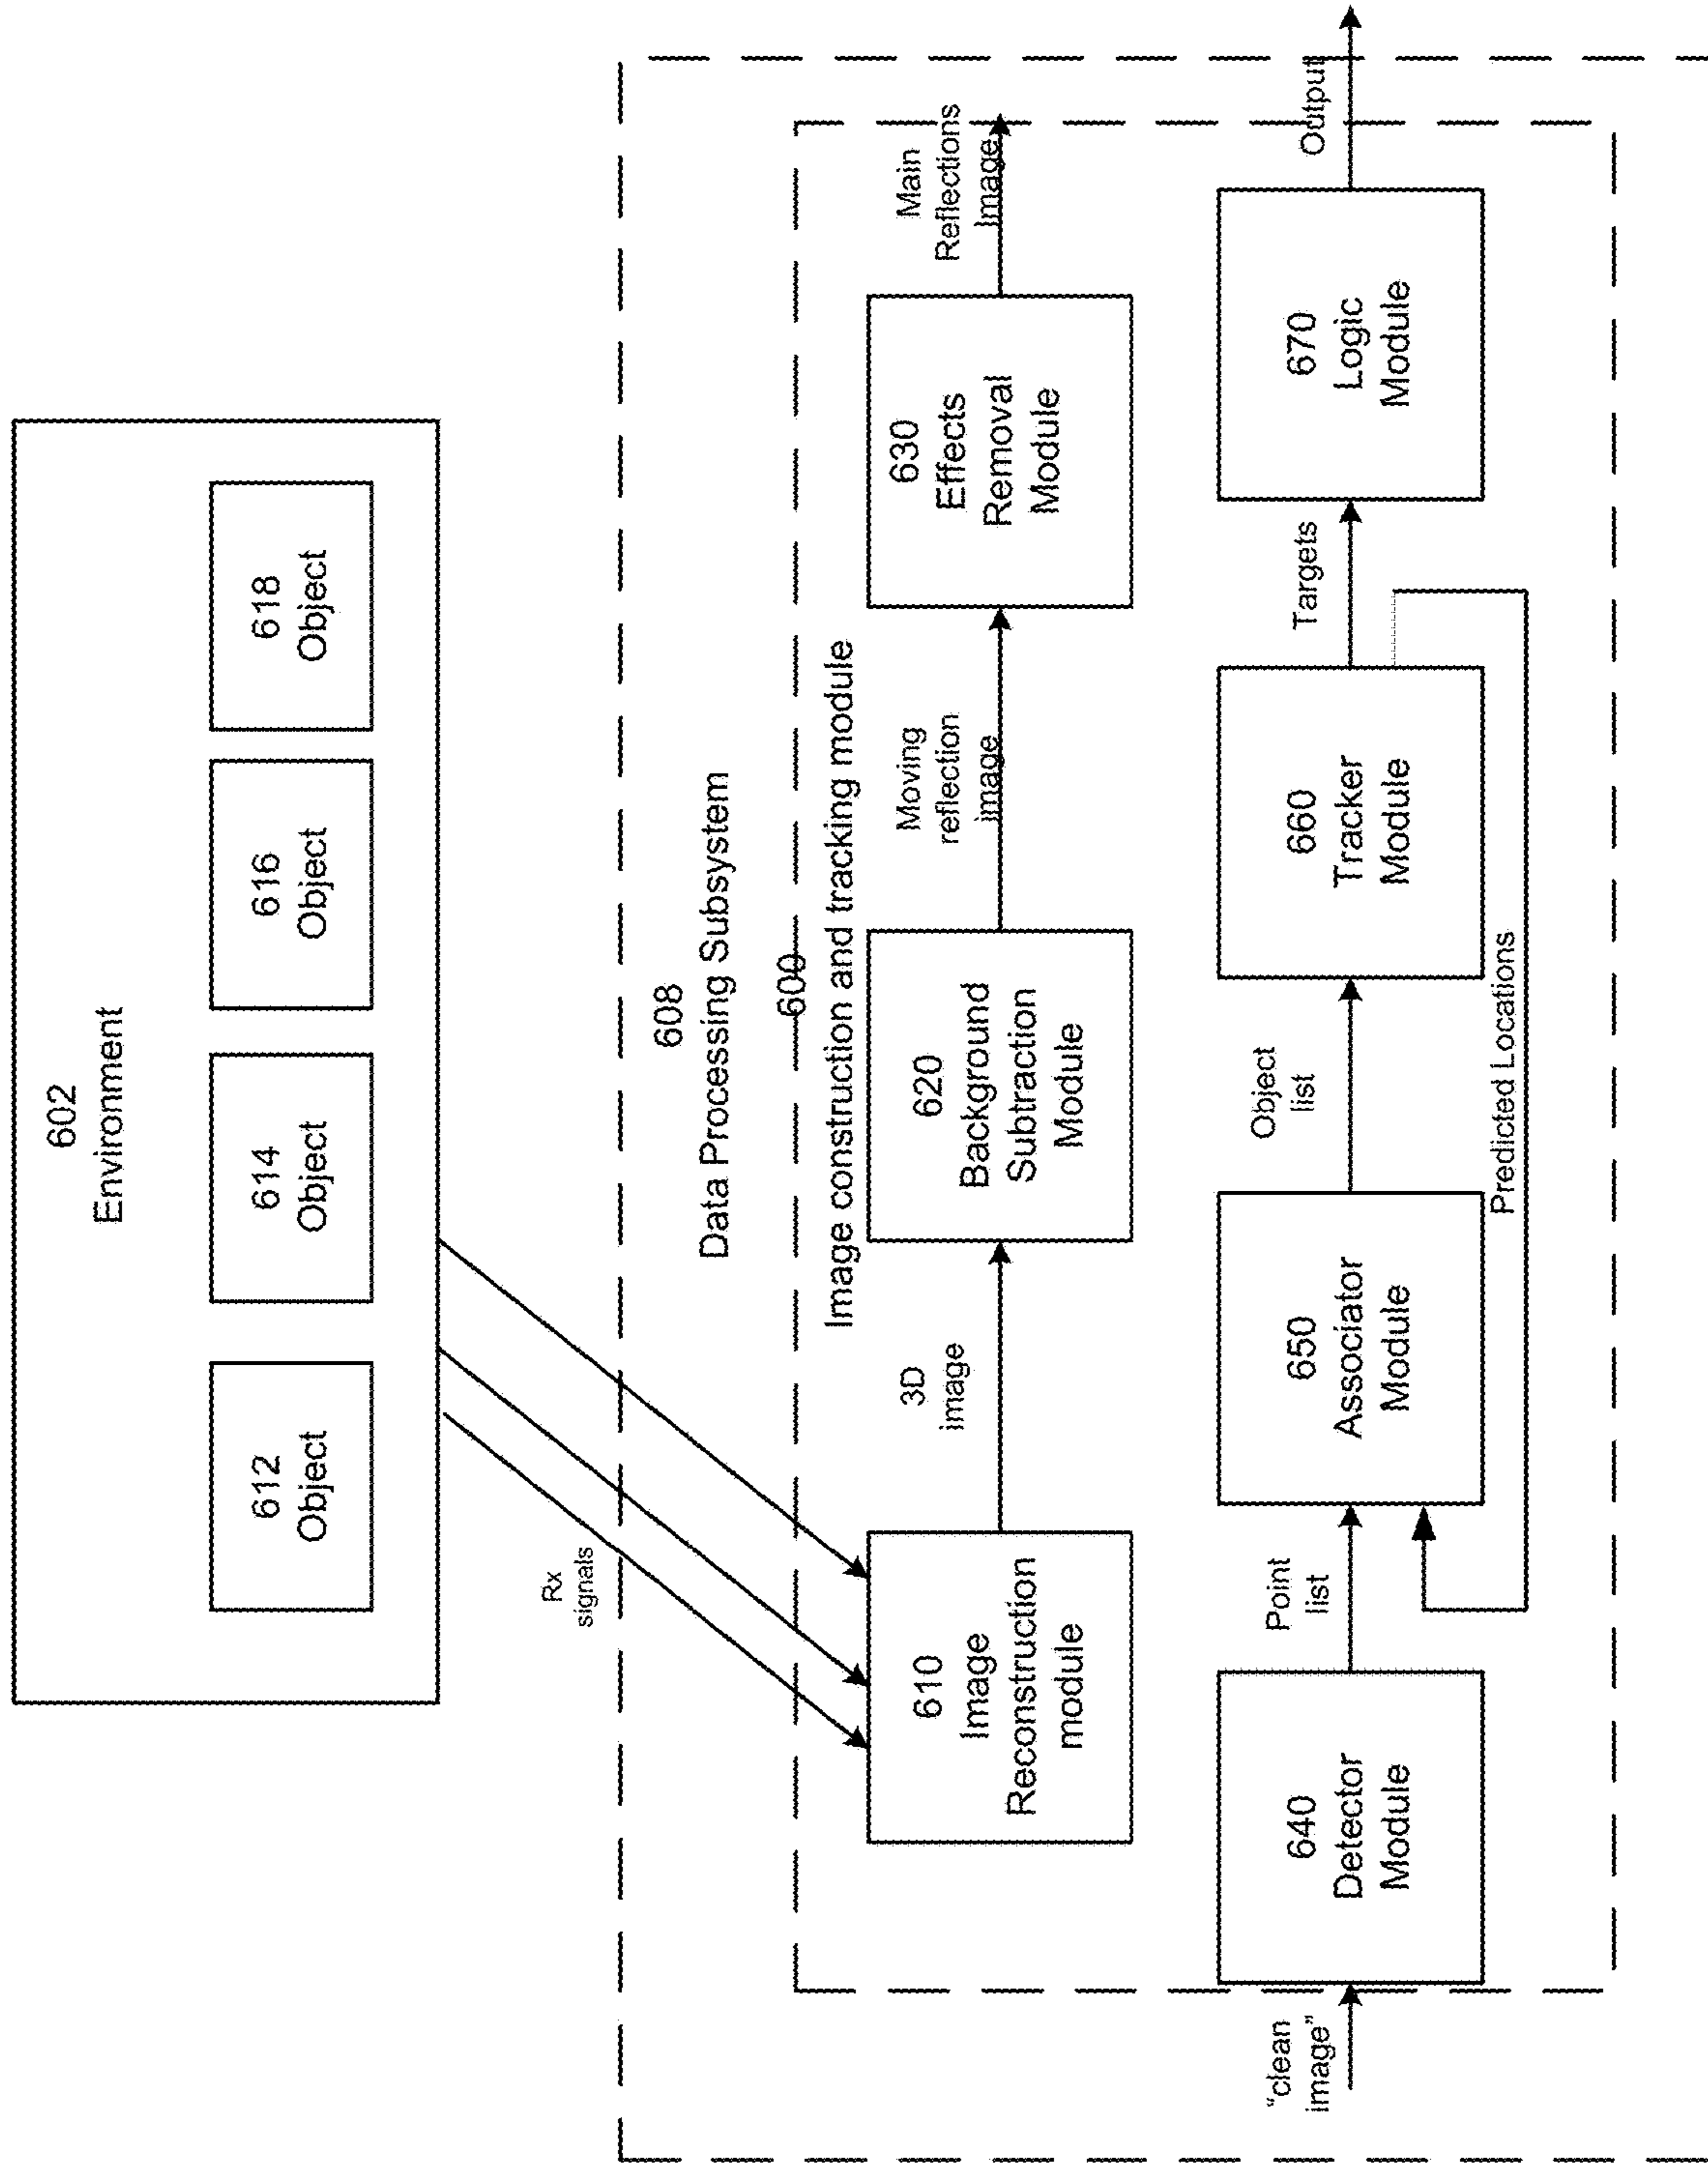 602
Environment
612
Object
614
Object
616
Object
618
Object
Rx
signals
608
Data Processing Subsystem
600
Image construction and tracking module
610
Image
Reconstruction
module
3D
image
620
Background
Subtraction
Module
Moving
reflection
image
630
Effects
Removal
Module
Main
Reflections
Image
"clean
image"
640
Detector
Module
Point
list
650
Associator
Module
Object
list
660
Tracker
Module
Targets
670
Logic
Module
Output
Predicted Locations